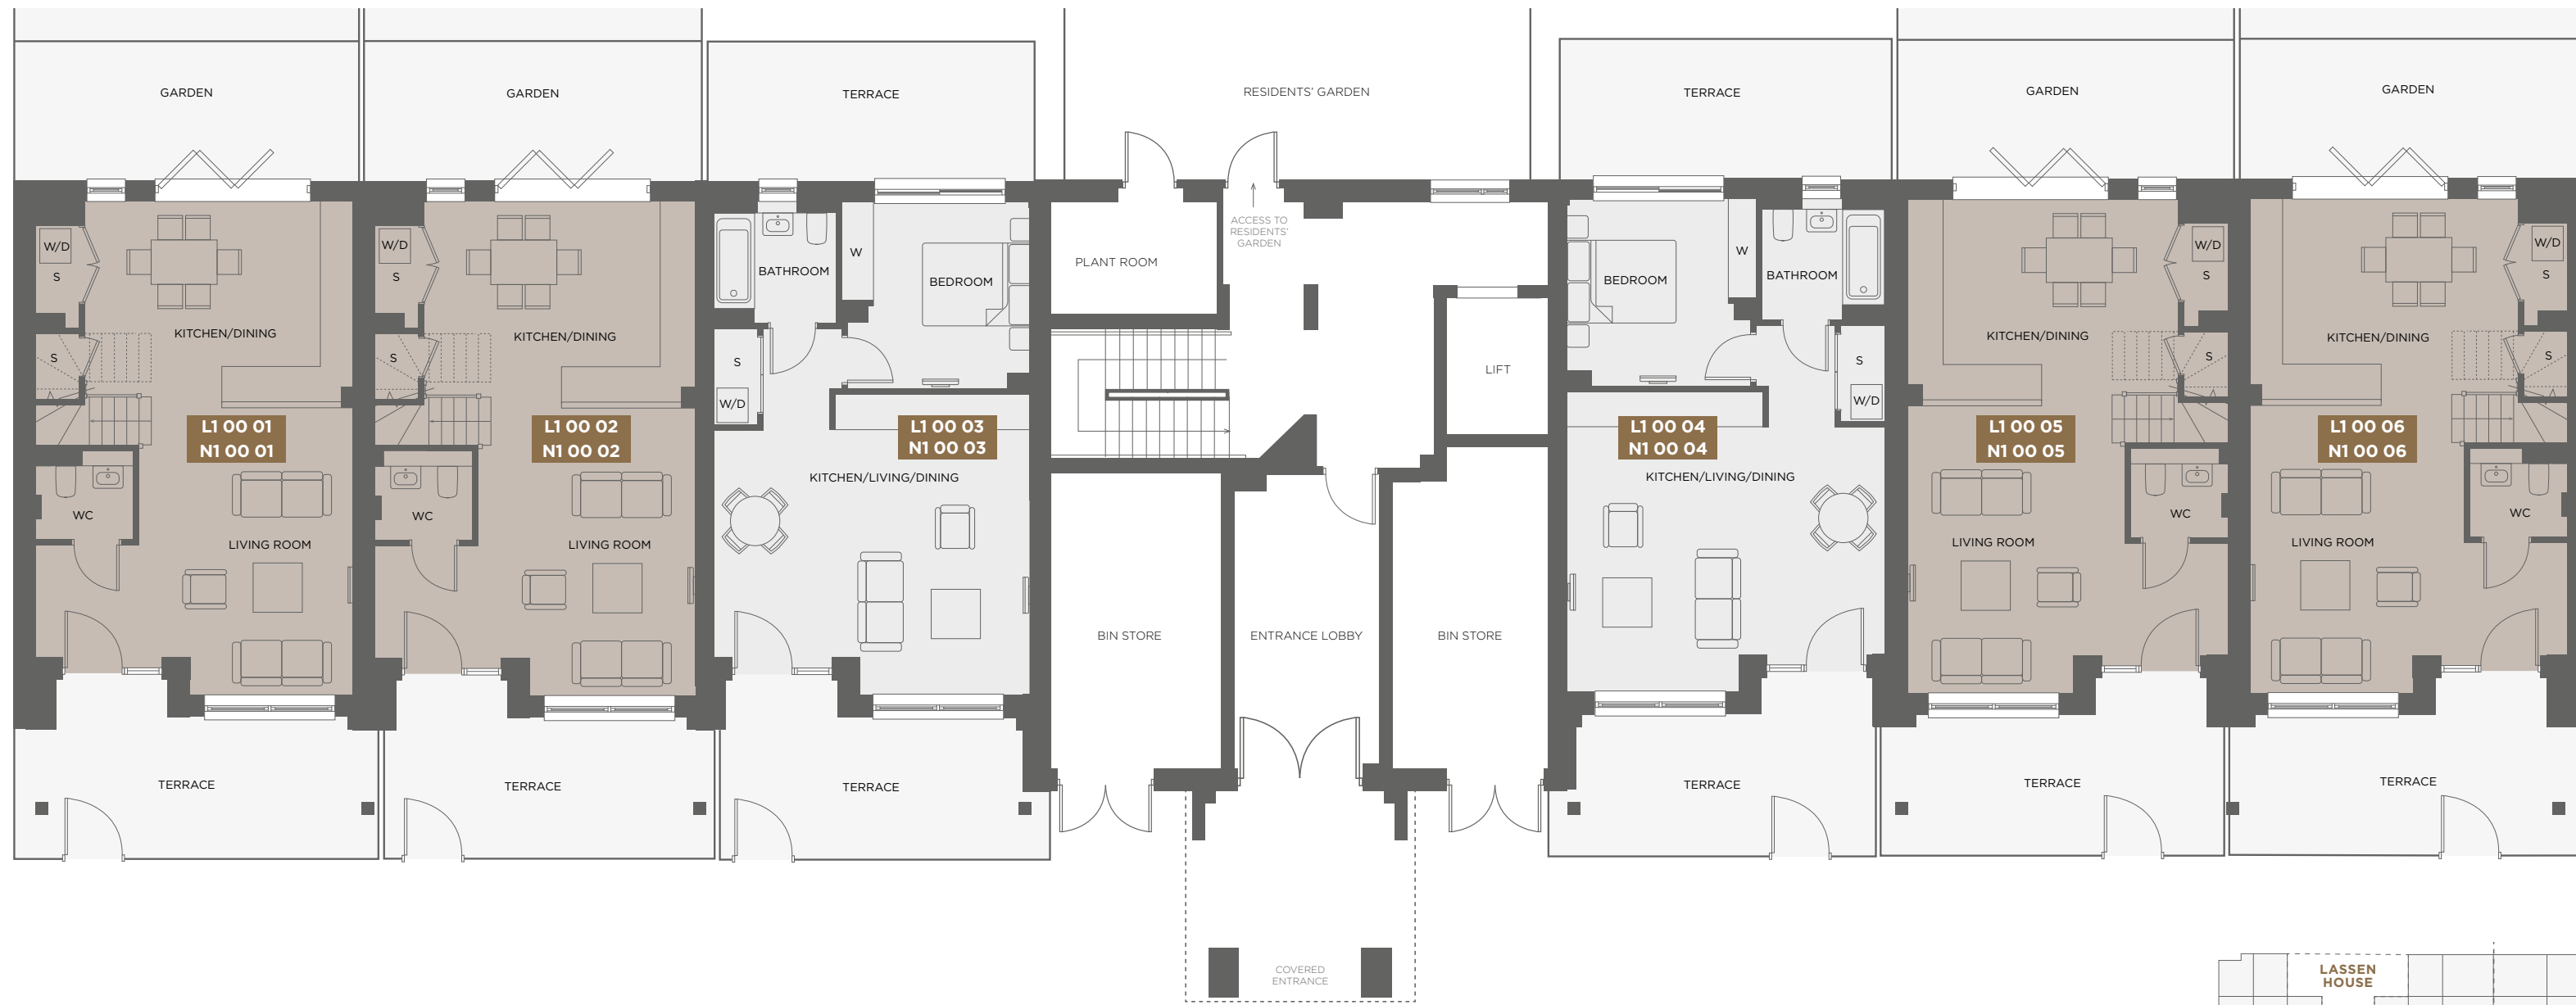 GARDEN
GARDEN
TERRACE
RESIDENTS' GARDEN
TERRACE
GARDEN
GARDEN
ACCESS TO
RESIDENTS'
GARDEN
W/D
S
W/D
S
BATHROOM
W
BEDROOM
PLANT ROOM
BEDROOM
W
BATHROOM
W/D
S
W/D
S
KITCHEN/DINING
KITCHEN/DINING
KITCHEN/DINING
KITCHEN/DINING
S
S
S
W/D
LIFT
S
W/D
S
S
L1 00 01
N1 00 01
L1 00 02
N1 00 02
L1 00 03
N1 00 03
L1 00 04
N1 00 04
L1 00 05
N1 00 05
L1 00 06
N1 00 06
KITCHEN/LIVING/DINING
KITCHEN/LIVING/DINING
WC
WC
WC
WC
LIVING ROOM
LIVING ROOM
LIVING ROOM
LIVING ROOM
BIN STORE
ENTRANCE LOBBY
BIN STORE
TERRACE
TERRACE
TERRACE
TERRACE
TERRACE
TERRACE
COVERED
ENTRANCE
LASSEN
HOUSE